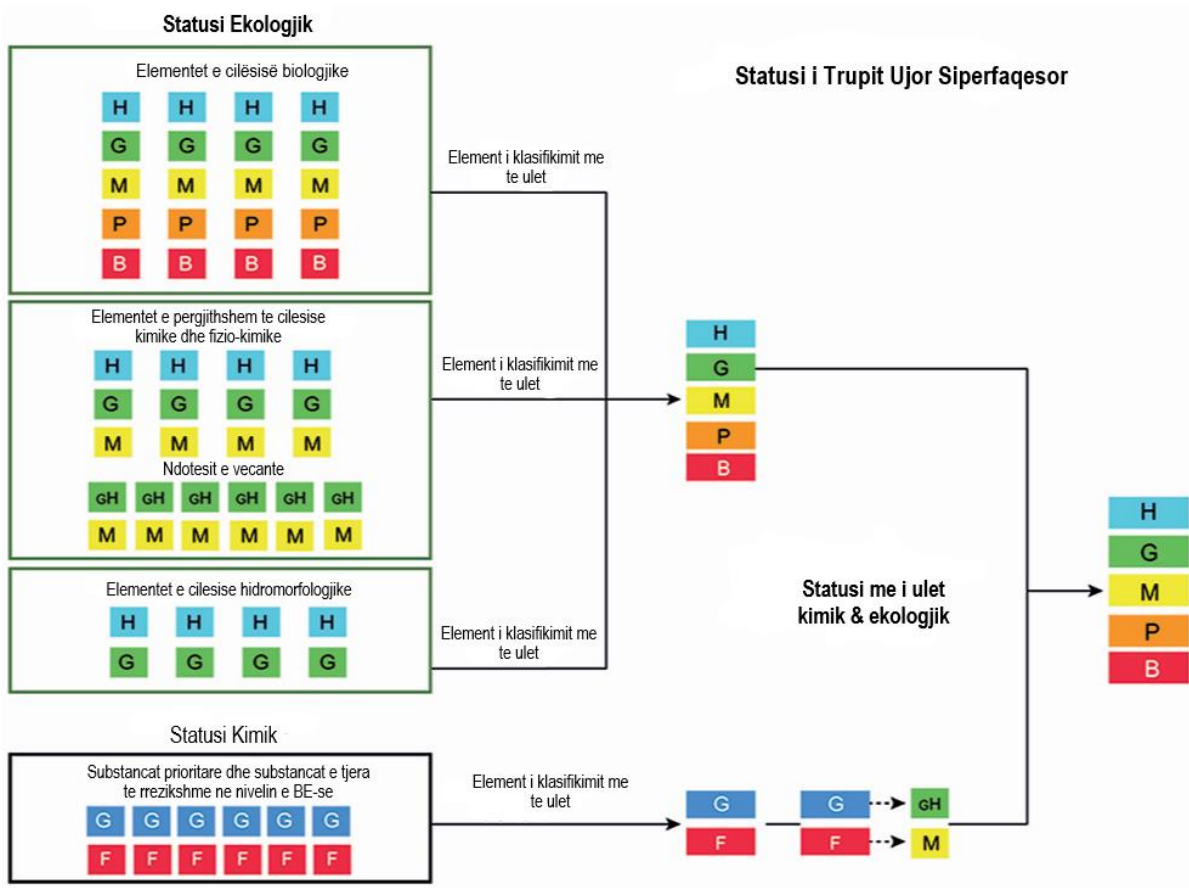 Statusi Ekologjik
Elementet e cilësisë biologjike
H H H H
G G G G
M M M M
P P P P
B B B B
Element i klasifikimit me
te ulet
Statusi i Trupit Ujor Siperfaqesor
Elementet e pergjithshem te cilesise
kimike dhe fizio-kimike
H H H H
G G G G
M M M M
Ndotesit e vecante
GH GH GH GH GH GH
M M M M M M
Element i klasifikimit me
te ulet
H
G
M
P
B
Elementet e cilesise hidromorfologjike
H H H H
G G G G
Element i klasifikimit me
te ulet
Statusi me i ulet
kimik & ekologjik
H
G
M
P
B
Statusi Kimik
Substancat prioritare dhe substancat e tjera
te rrezikshme ne nivelin e BE-se
G G G G G G
F F F F F F
Element i klasifikimit me
te ulet
G G GH
F F M